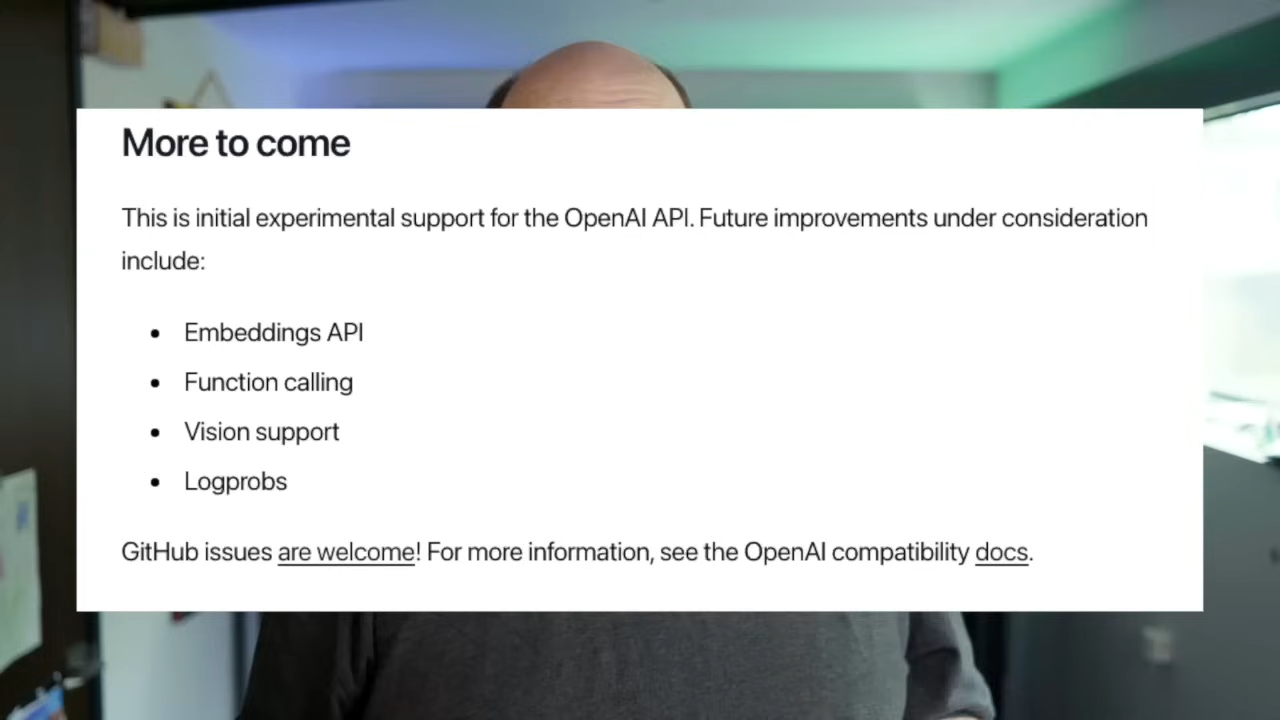 More to come
This is initial experimental support for the OpenAI API. Future improvements under consideration
include:
• Embeddings API
• Function calling
• Vision support
• Logprobs
GitHub issues are welcome! For more information, see the OpenAI compatibility docs.